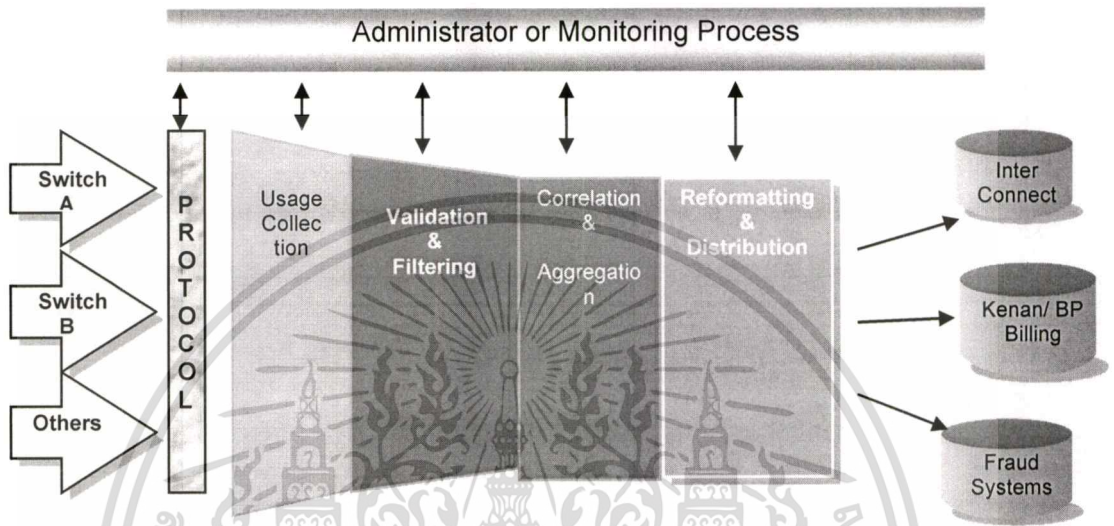 Administrator or Monitoring Process
Switch
A
Switch
B
Others
PROTOCOL
Usage
Collec
tion
Validation
&
Filtering
Correlation
&
Aggregatio
n
Reformatting
&
Distribution
Inter
Connect
Kenan/ BP
Billing
Fraud
Systems